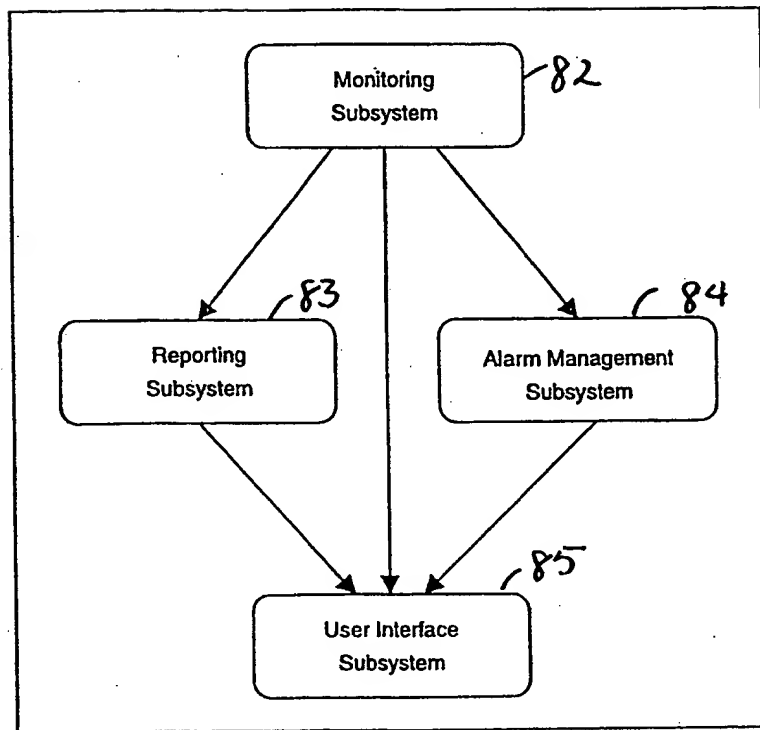 Monitoring
Subsystem
82
Reporting
Subsystem
83
Alarm Management
Subsystem
84
User Interface
Subsystem
85